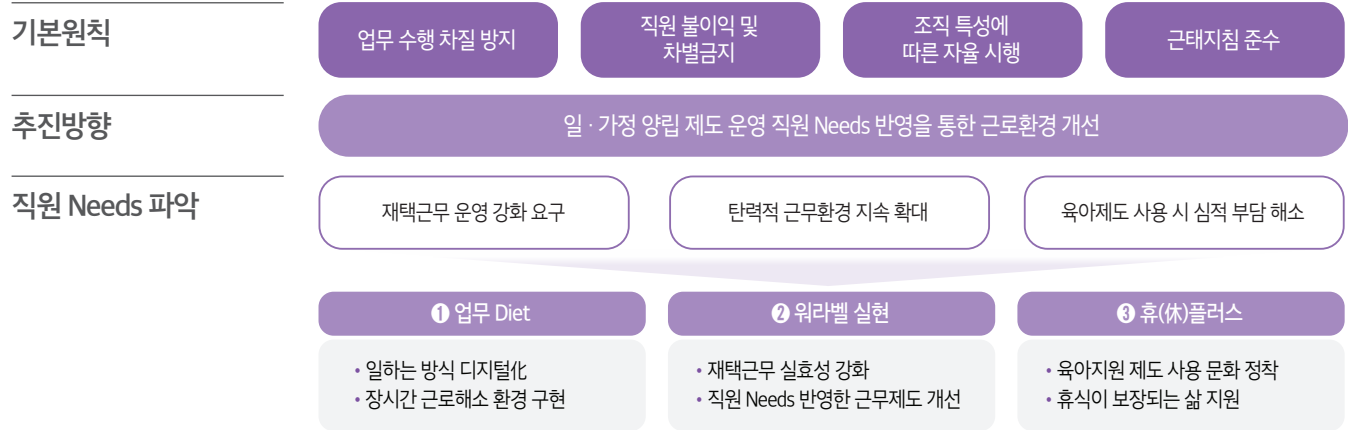 기본원칙
업무 수행 차질 방지
직원 불이익 및
차별금지
조직 특성에
따른 자율 시행
근태지침 준수
추진방향
일 · 가정 양립 제도 운영 직원 Needs 반영을 통한 근로환경 개선
직원 Needs 파악
재택근무 운영 강화 요구
탄력적 근무환경 지속 확대
육아제도 사용 시 심적 부담 해소
❶ 업무 Diet
• 일하는 방식 디지털化
• 장시간 근로해소 환경 구현
❷ 워라벨 실현
• 재택근무 실효성 강화
• 직원 Needs 반영한 근무제도 개선
❸ 휴(休)플러스
• 육아지원 제도 사용 문화 정착
• 휴식이 보장되는 삶 지원